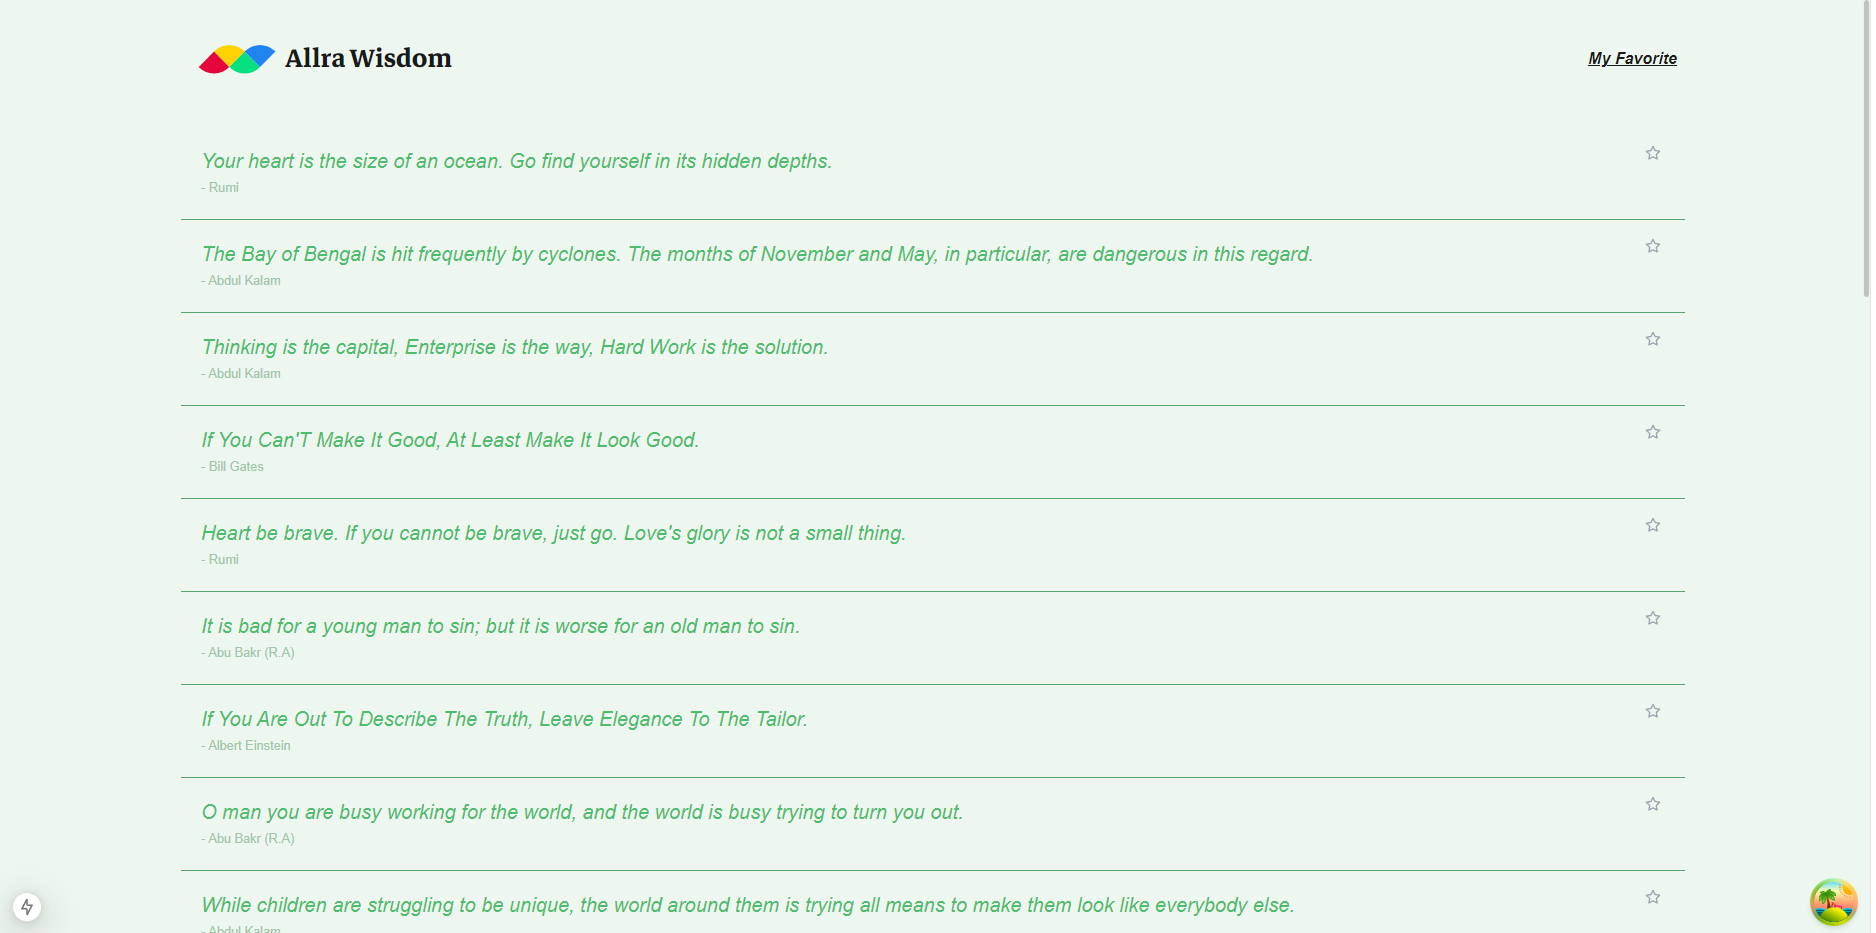 Allra Wisdom
My Favorite
Your heart is the size of an ocean. Go find yourself in its hidden depths.
- Rumi
The Bay of Bengal is hit frequently by cyclones. The months of November and May, in particular, are dangerous in this regard.
- Abdul Kalam
Thinking is the capital, Enterprise is the way, Hard Work is the solution.
- Abdul Kalam
If You Can'T Make It Good, At Least Make It Look Good.
- Bill Gates
Heart be brave. If you cannot be brave, just go. Love's glory is not a small thing.
- Rumi
It is bad for a young man to sin; but it is worse for an old man to sin.
- Abu Bakr (R.A)
If You Are Out To Describe The Truth, Leave Elegance To The Tailor.
- Albert Einstein
O man you are busy working for the world, and the world is busy trying to turn you out.
- Abu Bakr (R.A)
While children are struggling to be unique, the world around them is trying all means to make them look like everybody else.
- Abdul Kalam